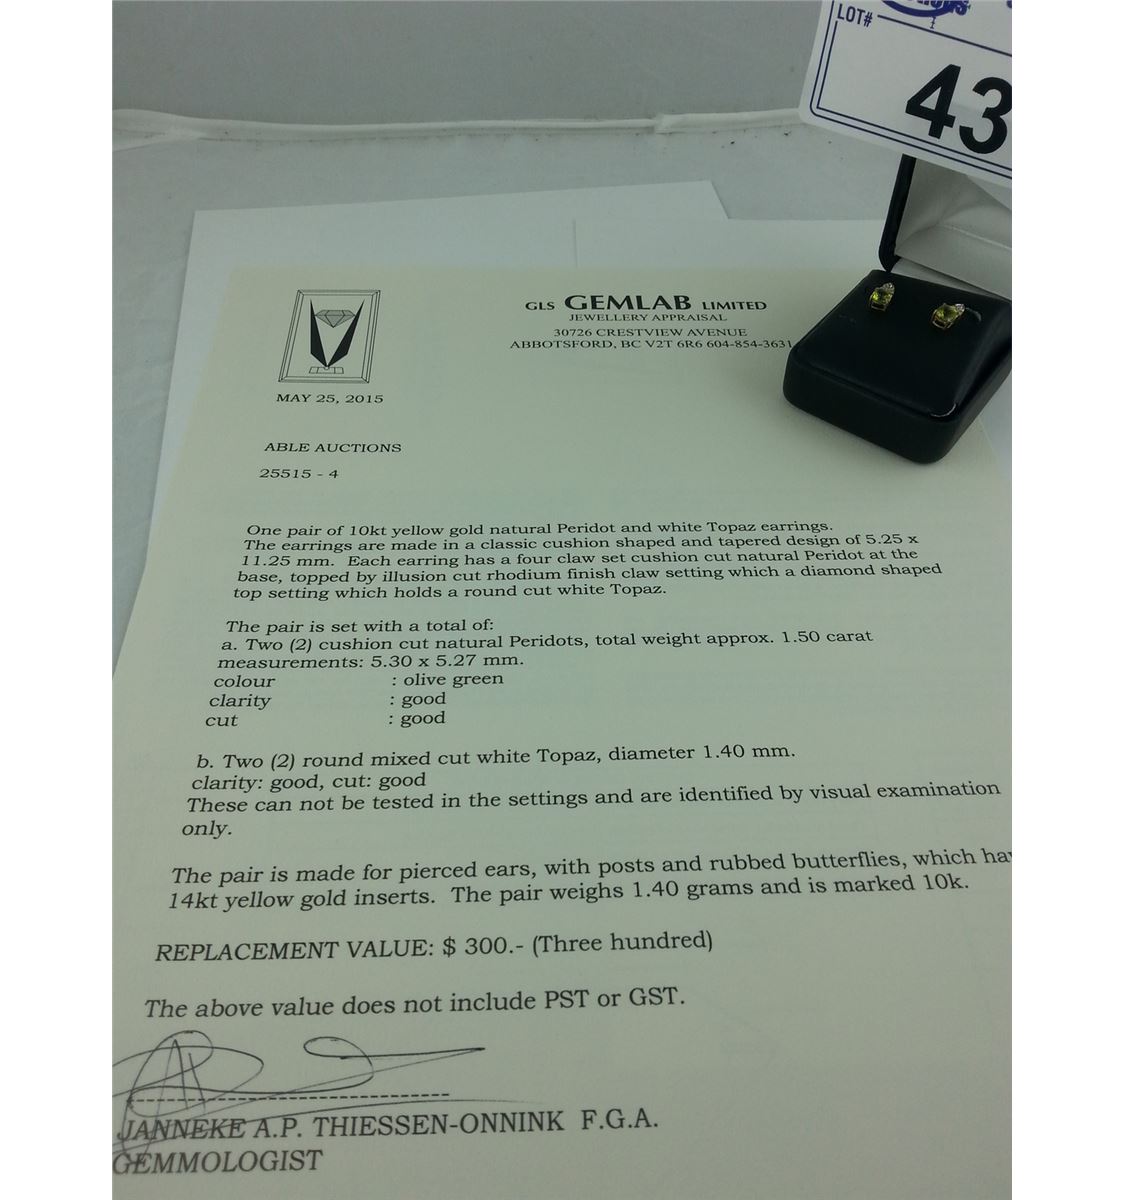 LOT#
43
GLS GEMLAB LIMITED
JEWELLERY APPRAISAL
30726 CRESTVIEW AVENUE
ABBOTSFORD, BC V2T 6R6 604-854-3631
MAY 25, 2015
ABLE AUCTIONS
25515 - 4
One pair of 10kt yellow gold natural Peridot and white Topaz earrings.
The earrings are made in a classic cushion shaped and tapered design of 5.25 x
11.25 mm. Each earring has a four claw set cushion cut natural Peridot at the
base, topped by illusion cut rhodium finish claw setting which a diamond shaped
top setting which holds a round cut white Topaz.
The pair is set with a total of:
a. Two (2) cushion cut natural Peridots, total weight approx. 1.50 carat
measurements: 5.30 x 5.27 mm.
colour : olive green
clarity : good
cut : good
b. Two (2) round mixed cut white Topaz, diameter 1.40 mm.
clarity: good, cut: good
These can not be tested in the settings and are identified by visual examination
only.
The pair is made for pierced ears, with posts and rubbed butterflies, which ha
14kt yellow gold inserts. The pair weighs 1.40 grams and is marked 10k.
REPLACEMENT VALUE: $ 300.- (Three hundred)
The above value does not include PST or GST.
JANNEKE A.P. THIESSEN-ONNINK F.G.A.
GEMMOLOGIST